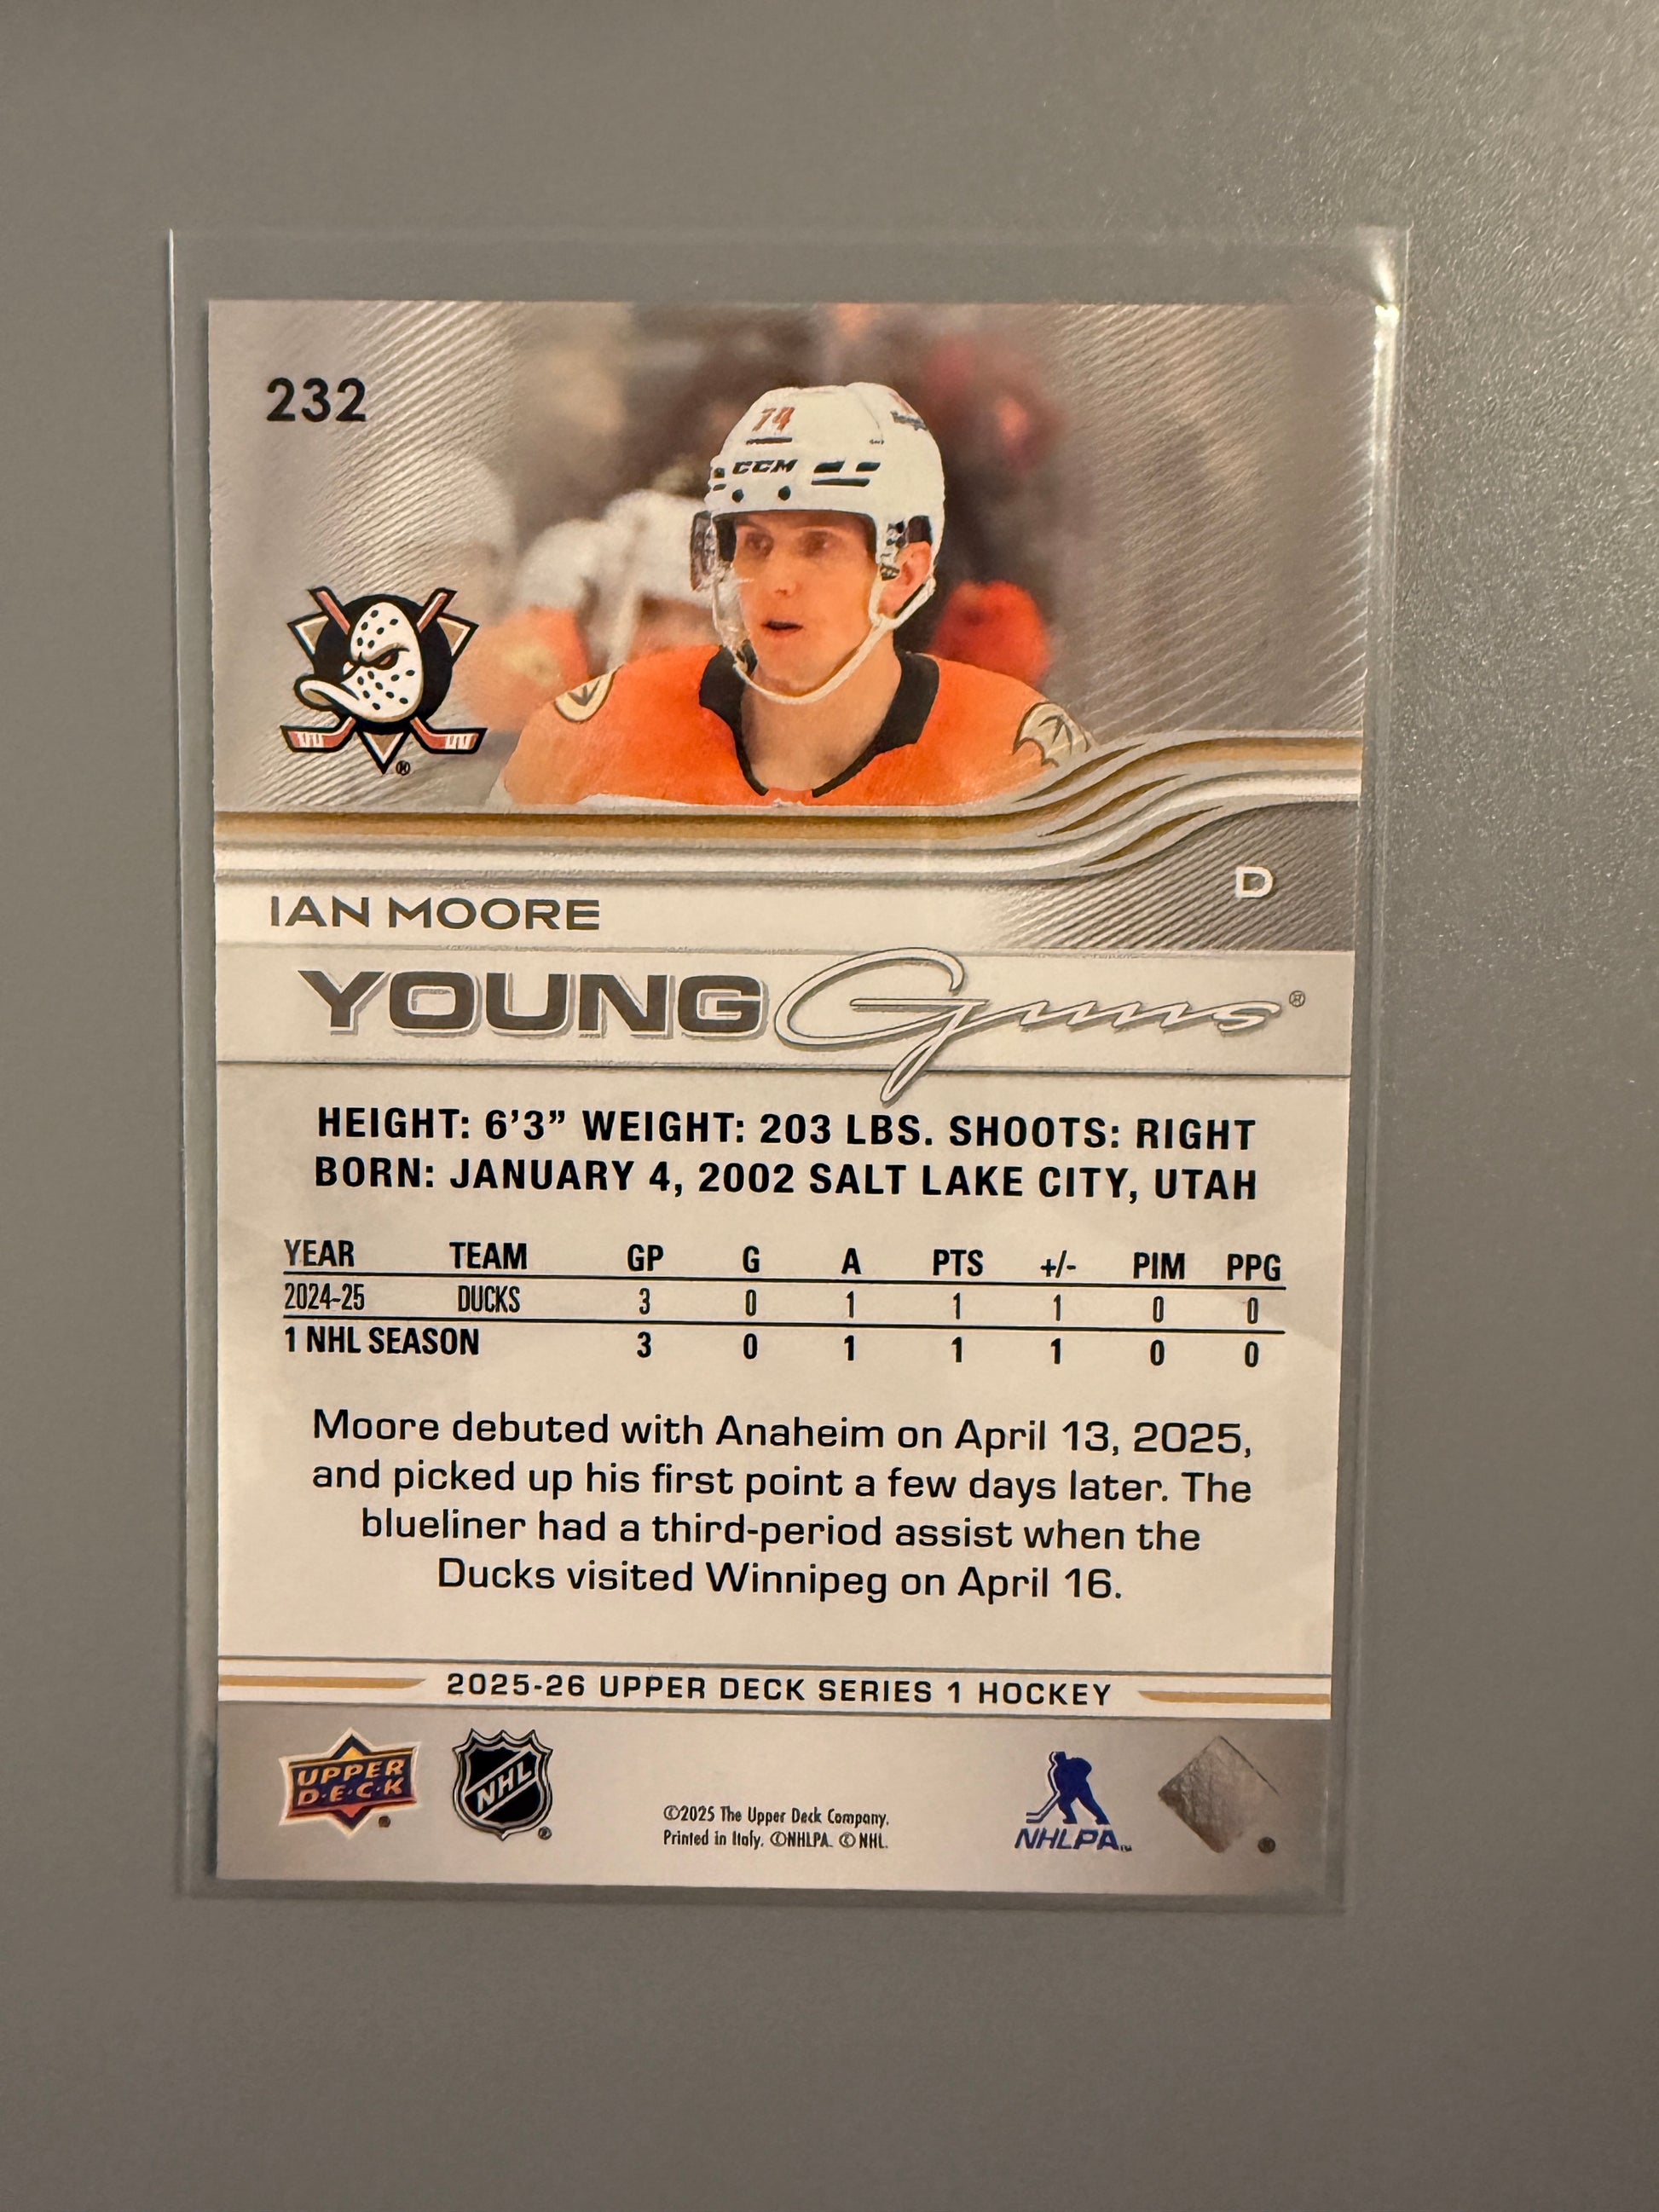 232
74
CCM
D
IAN MOORE
YOUNG Guns®
HEIGHT: 6’3” WEIGHT: 203 LBS. SHOOTS: RIGHT
BORN: JANUARY 4, 2002 SALT LAKE CITY, UTAH
YEAR TEAM GP G A PTS +/- PIM PPG
2024-25 DUCKS 3 0 1 1 1 0 0
1 NHL SEASON 3 0 1 1 1 0 0
Moore debuted with Anaheim on April 13, 2025,
and picked up his first point a few days later. The
blueliner had a third-period assist when the
Ducks visited Winnipeg on April 16.
2025-26 UPPER DECK SERIES 1 HOCKEY
UPPER
D·E·C·K
NHL
©2025 The Upper Deck Company.
Printed in Italy. ©NHLPA. © NHL.
NHLPA™